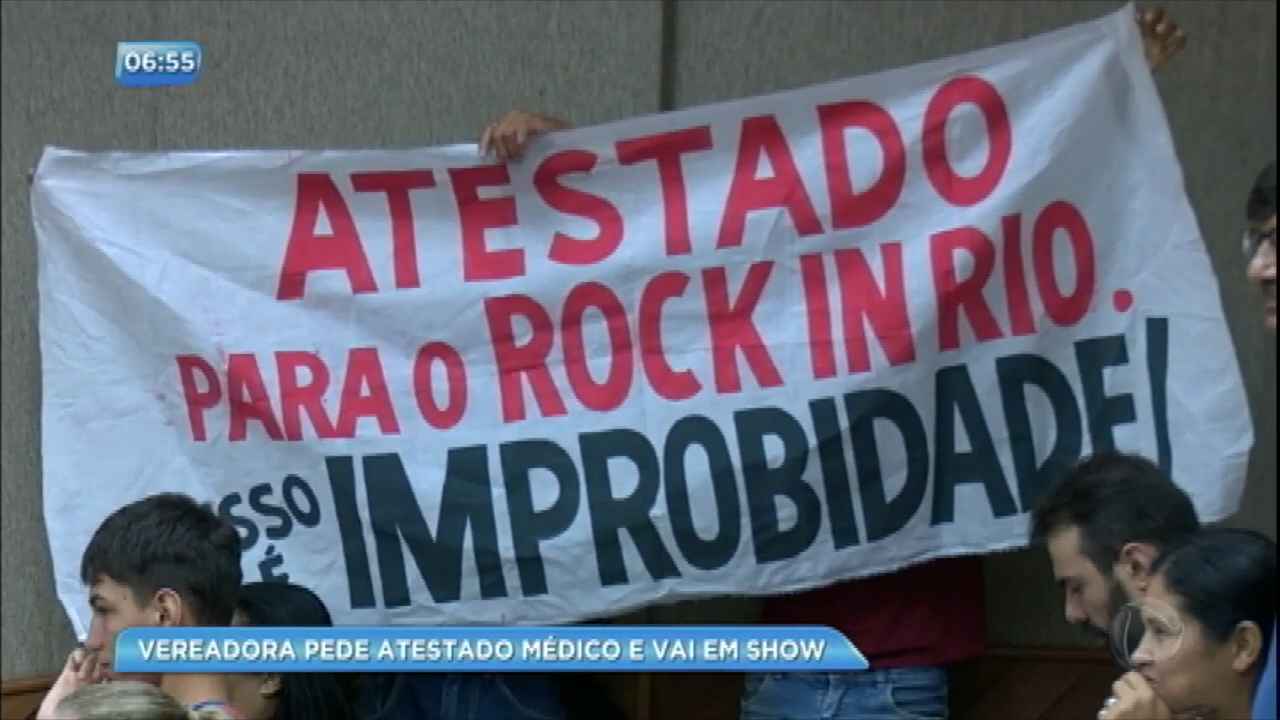 06:55
ATESTADO
PARA O ROCK IN RIO.
ISSO É IMPROBIDADE!
VEREADORA PEDE ATESTADO MÉDICO E VAI EM SHOW